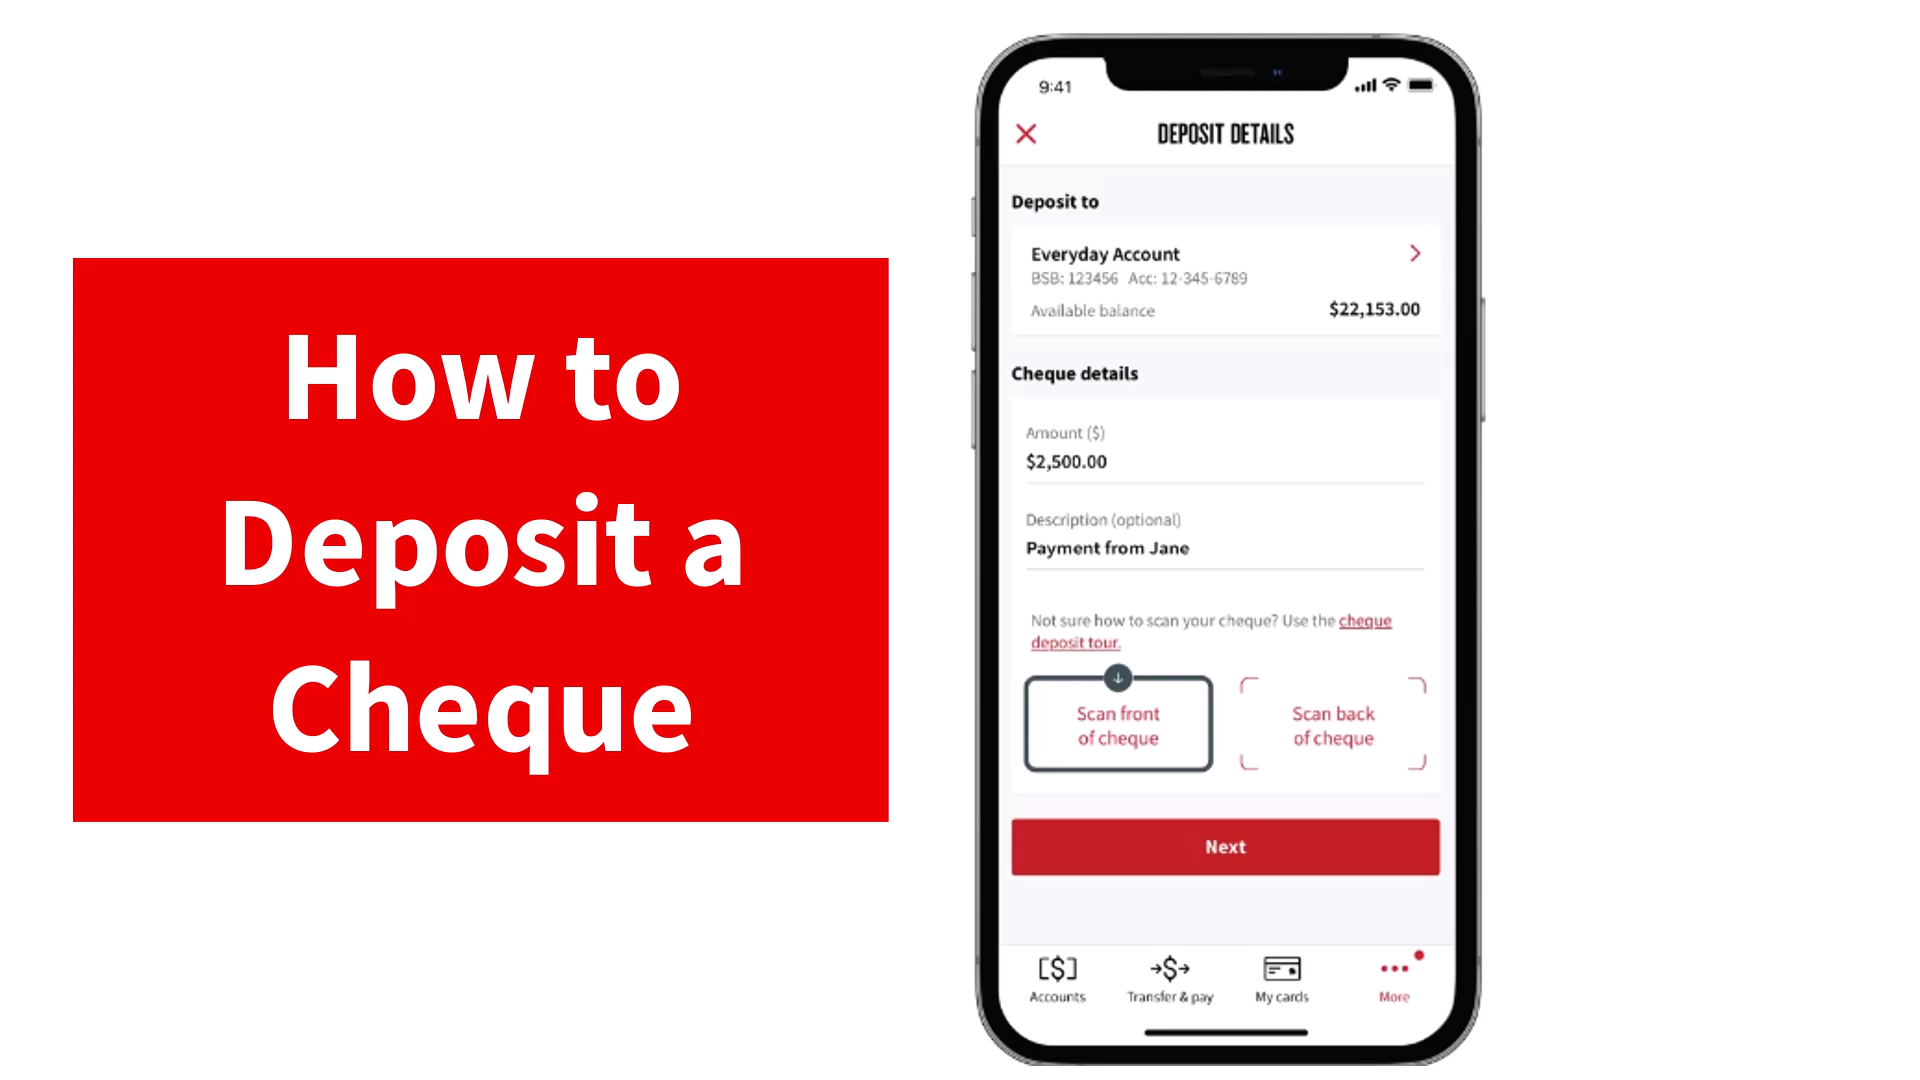 How to
Deposit a
Cheque
9:41
DEPOSIT DETAILS
Deposit to
Everyday Account
BSB: 123456 Acc: 12-345-6789
Available balance $22,153.00
Cheque details
Amount ($)
$2,500.00
Description (optional)
Payment from Jane
Not sure how to scan your cheque? Use the cheque
deposit tour.
Scan front
of cheque
Scan back
of cheque
Next
Accounts Transfer & pay My cards More